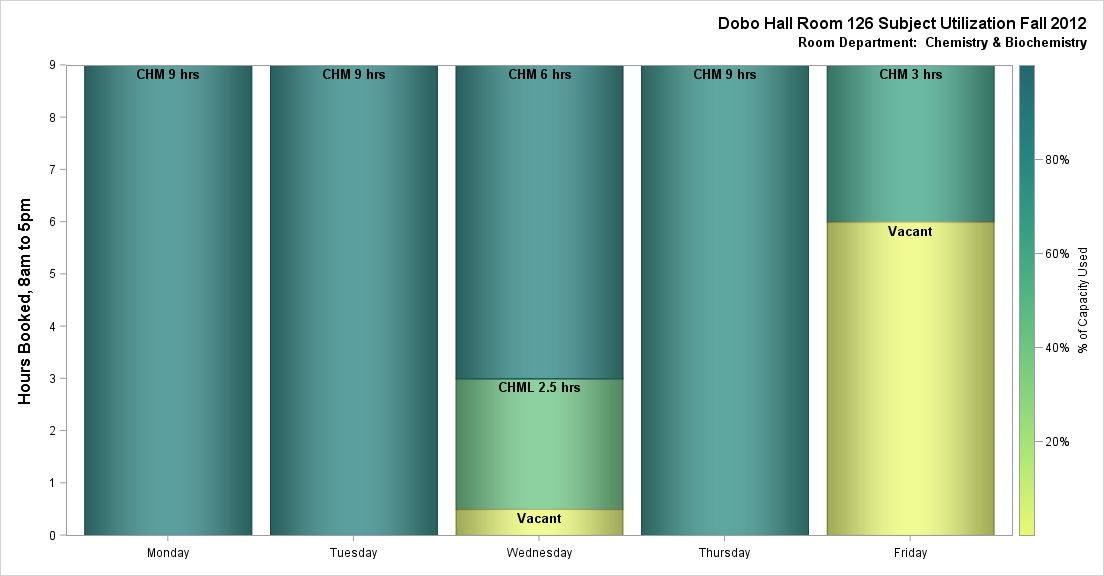 Dobo Hall Room 126 Subject Utilization Fall 2012
Room Department:  Chemistry & Biochemistry
Hours Booked, 8am to 5pm
9
8
7
6
5
4
3
2
1
0
CHM 9 hrs
CHM 9 hrs
CHM 6 hrs
CHML 2.5 hrs
Vacant
CHM 9 hrs
CHM 3 hrs
Vacant
Monday
Tuesday
Wednesday
Thursday
Friday
80%
60%
40%
20%
% of Capacity Used